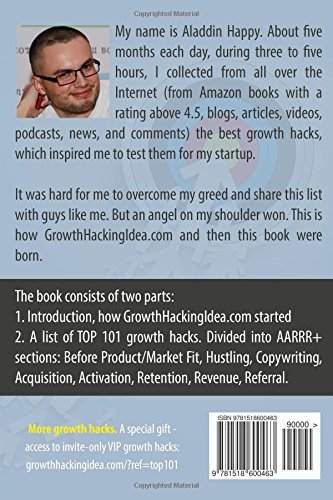 Copyrighted Material
My name is Aladdin Happy. About five
months each day, during three to five
hours, I collected from all over the
Internet (from Amazon books with a
rating above 4.5, blogs, articles, videos,
podcasts, news, and comments) the best growth hacks,
which inspired me to test them for my startup.
It was hard for me to overcome my greed and share this list
with guys like me. But an angel on my shoulder won. This is
how GrowthHackingIdea.com and then this book were
born.
The book consists of two parts:
1. Introduction, how GrowthHackingIdea.com started
2. A list of TOP 101 growth hacks. Divided into AARRR+
sections: Before Product/Market Fit, Hustling, Copywriting,
Acquisition, Activation, Retention, Revenue, Referral.
More growth hacks. A special gift -
access to invite-only VIP growth hacks:
growthhackingidea.com/?ref=top101
ISBN 9781518600463
90000 >
9 781518 600463
Copyrighted Material